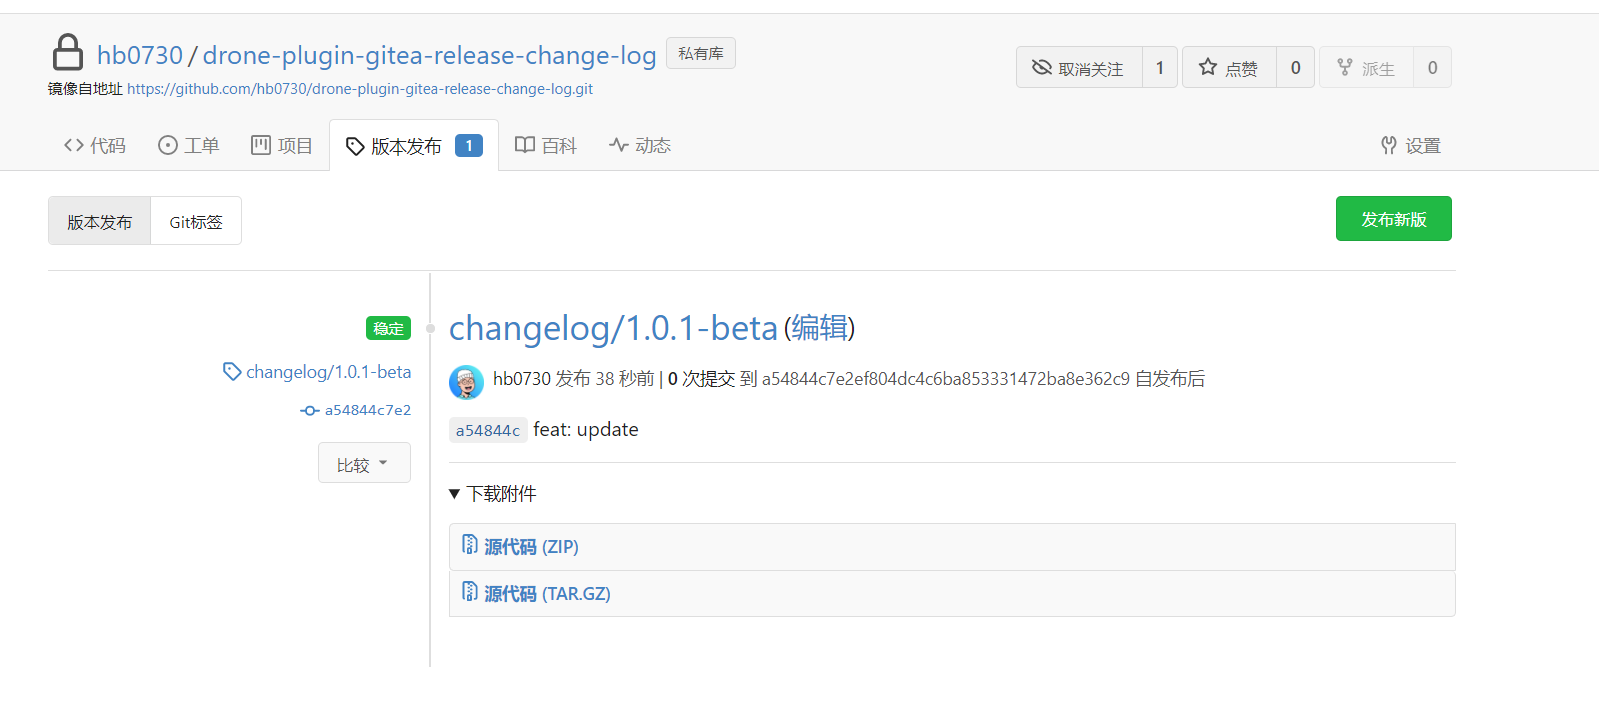 hb0730 / drone-plugin-gitea-release-change-log 私有库
取消关注 1 点赞 0 派生 0
镜像自地址 https://github.com/hb0730/drone-plugin-gitea-release-change-log.git
代码 工单 项目 版本发布 1 百科 动态 设置
版本发布 Git标签 发布新版
稳定 changelog/1.0.1-beta (编辑)
changelog/1.0.1-beta
hb0730 发布 38 秒前 | 0 次提交 到 a54844c7e2ef804dc4c6ba853331472ba8e362c9 自发布后
a54844c7e2
a54844c feat: update
比较
下载附件
源代码 (ZIP)
源代码 (TAR.GZ)